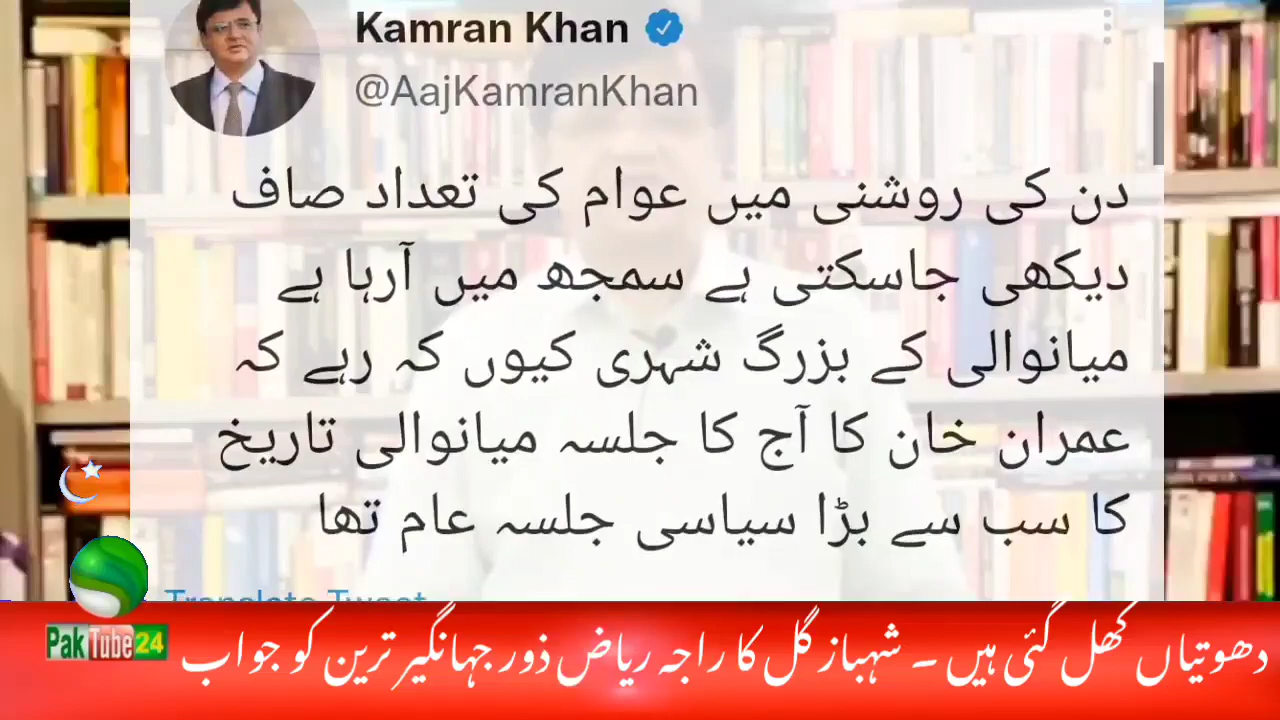 Kamran Khan
@AajKamranKhan
دن کی روشنی میں عوام کی تعداد صاف
دیکھی جاسکتی ہے سمجھ میں آرہا ہے
میانوالی کے بزرگ شہری کیوں کہ رہے کہ
عمران خان کا آج کا جلسہ میانوالی تاریخ
کا سب سے بڑا سیاسی جلسہ عام تھا
Translate Tweet
PakTube24
دھوتیاں کھل گئی ہیں ۔ شہباز گل کا راجہ ریاض ذور جہانگیر ترین کو جواب